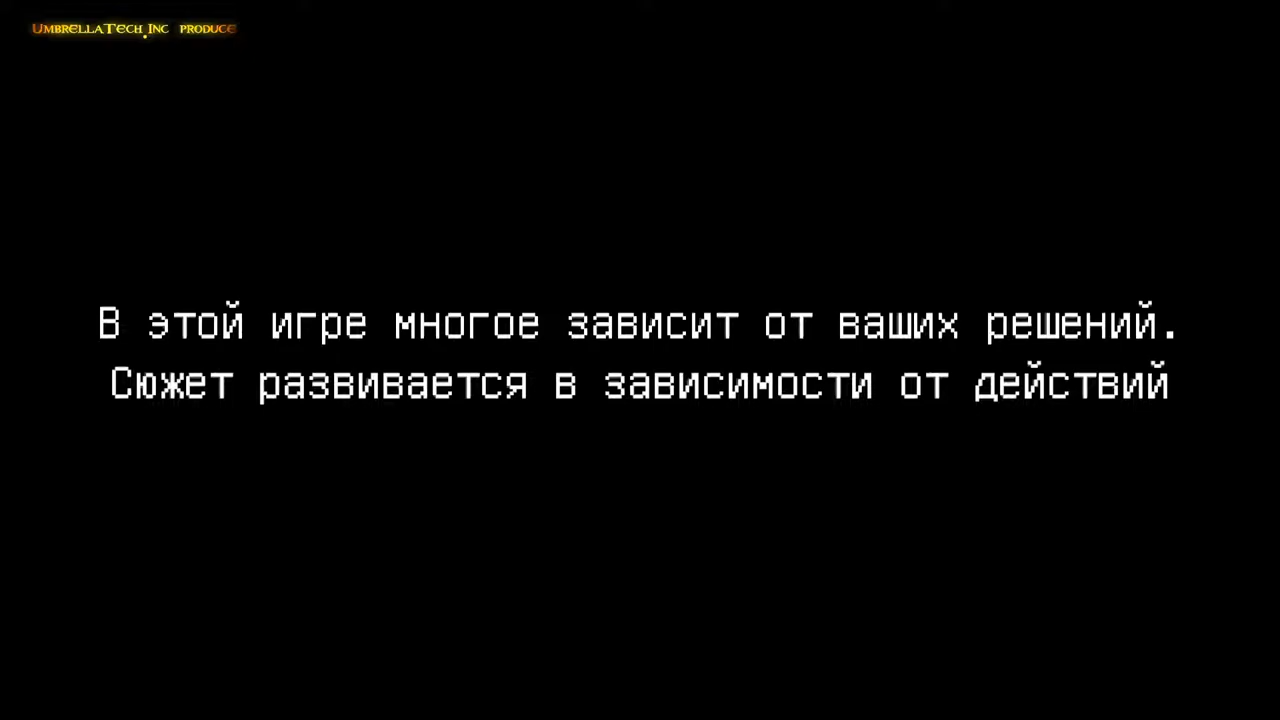 UmbrellaTech.Inc produce
В этой игре многое зависит от ваших решений.
Сюжет развивается в зависимости от действий